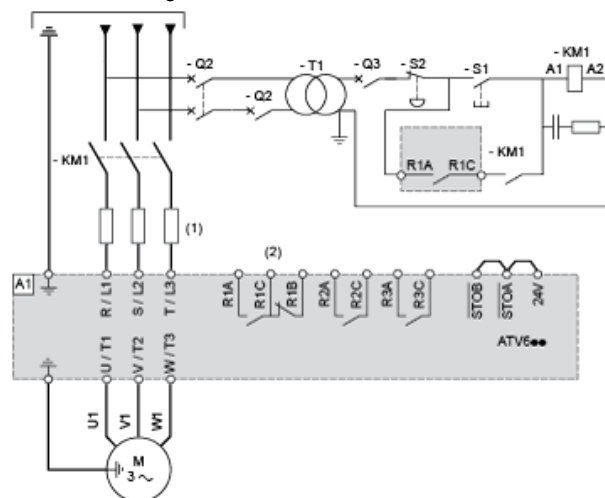 - Q2
- T1
- Q3
- S2
- S1
- KM1
A1
A2
- Q2
- KM1
R1A
R1C
- KM1
(1)
(2)
A1
R / L1
S / L2
T / L3
R1A
R1C
R1B
R2A
R2C
R3A
R3C
STOB
STOA
24V
ATV6●●
U / T1
V / T2
W / T3
U1
V1
W1
M
3 ~